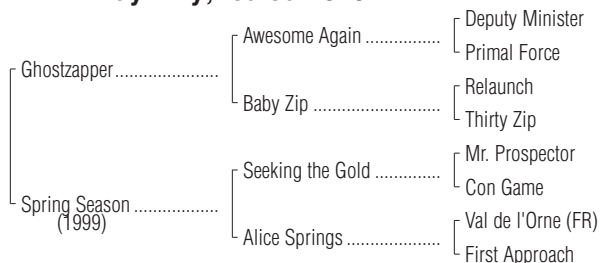 Deputy Minister
Awesome Again ...............
Primal Force
Ghostzapper.....................
Relaunch
Baby Zip .........................
Thirty Zip
Mr. Prospector
Seeking the Gold .............
Con Game
Spring Season .................
(1999)
Val de l'Orne (FR)
Alice Springs ...................
First Approach